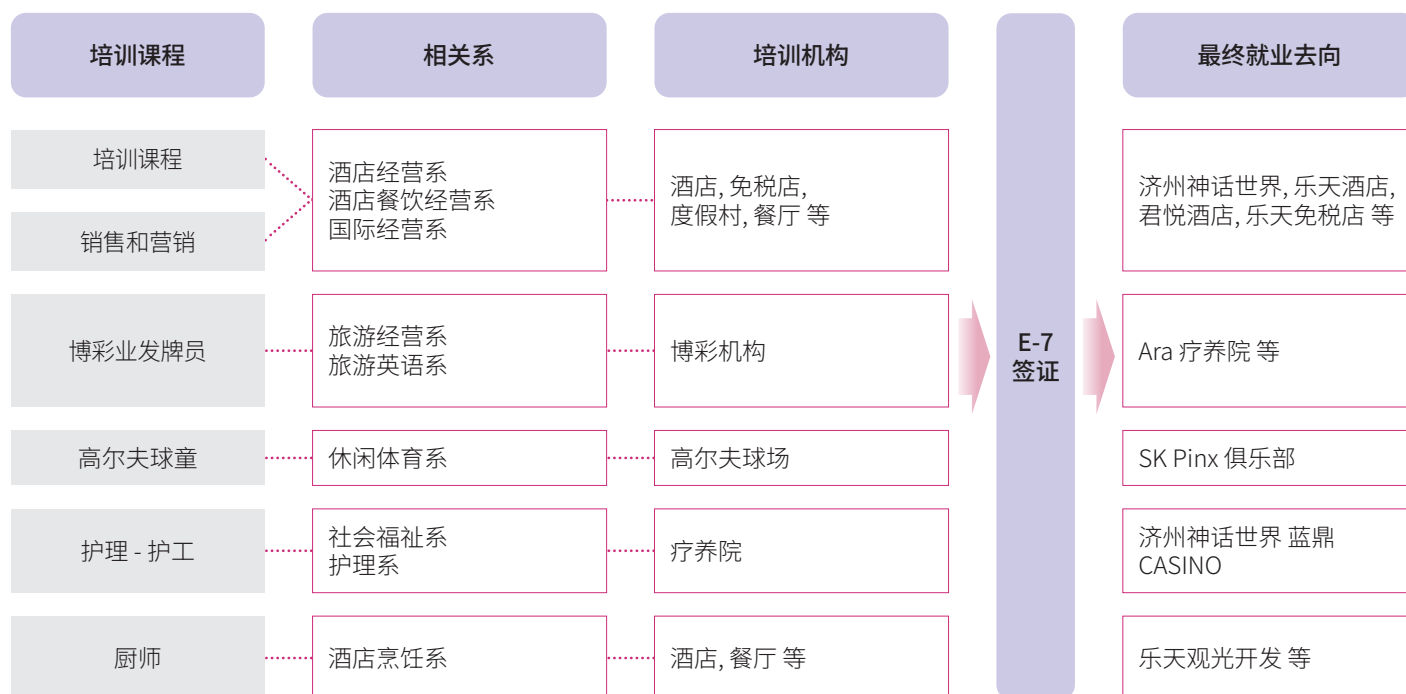 培训课程
相关系
培训机构
最终就业去向
培训课程
销售和营销
酒店经营系
酒店餐饮经营系
国际经营系
酒店, 免税店,
度假村, 餐厅 等
济州神话世界, 乐天酒店,
君悦酒店, 乐天免税店 等
博彩业发牌员
旅游经营系
旅游英语系
博彩机构
E-7
签证
Ara 疗养院 等
高尔夫球童
休闲体育系
高尔夫球场
SK Pinx 俱乐部
护理 - 护工
社会福祉系
护理系
疗养院
济州神话世界 蓝鼎
CASINO
厨师
酒店烹饪系
酒店, 餐厅 等
乐天观光开发 等